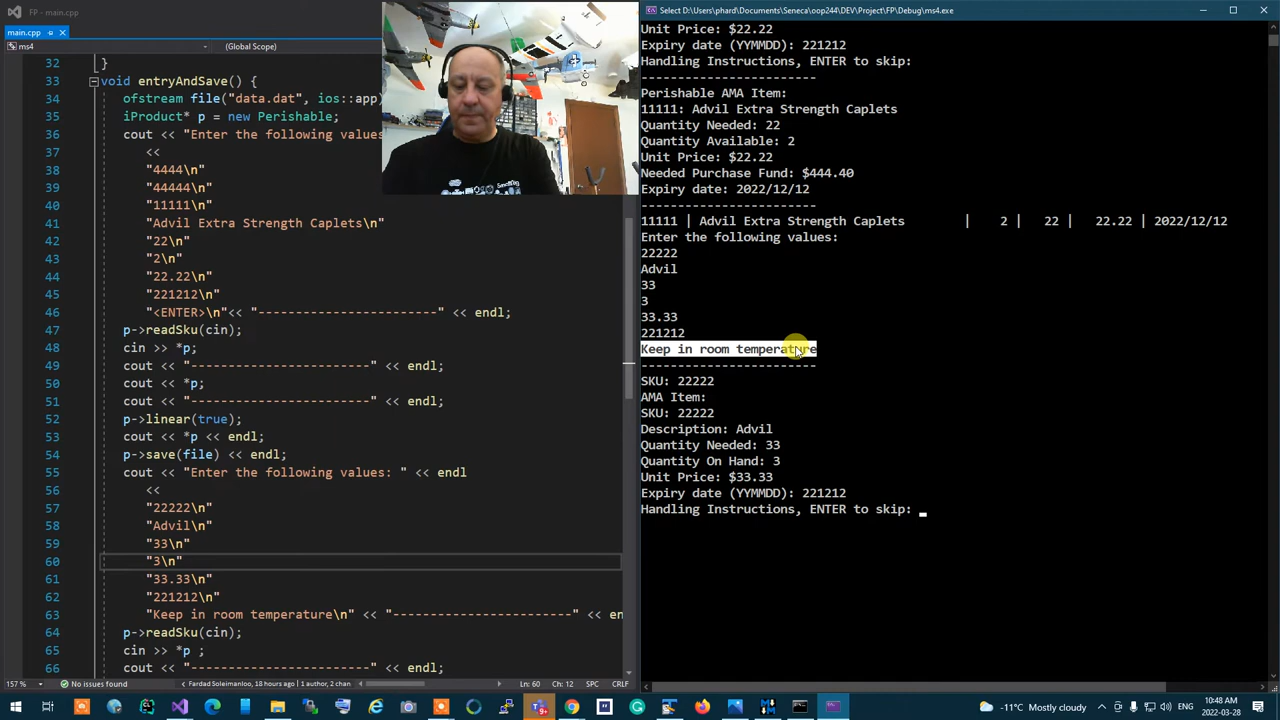 FP - main.cpp
main.cpp
ms4
(Global Scope)
32
}
33
void entryAndSave() {
34
ofstream file("data.dat", ios::app)
35
iProduct* p = new Perishable;
36
cout << "Enter the following values
37
<<
38
"4444\n"
39
"44444\n"
40
"11111\n"
41
"Advil Extra Strength Caplets\n"
42
"22\n"
43
"2\n"
44
"22.22\n"
45
"221212\n"
46
"<ENTER>\n"<< "------------------------" << endl;
47
p->readSku(cin);
48
cin >> *p;
49
cout << "------------------------" << endl;
50
cout << *p;
51
cout << "------------------------" << endl;
52
p->linear(true);
53
cout << *p << endl;
54
p->save(file) << endl;
55
cout << "Enter the following values: " << endl
56
<<
57
"22222\n"
58
"Advil\n"
59
"33\n"
60
"3\n"
61
"33.33\n"
62
"221212\n"
63
"Keep in room temperature\n" << "------------------------" << en
64
p->readSku(cin);
65
cin >> *p ;
66
cout << "------------------------" << endl;
157 %
No issues found
Fardad Soleimanloo, 18 hours ago | 1 author, 2 chan
Ln: 60
Ch: 12
SPC
CRLF
Select D:\Users\phard\Documents\Seneca\oop244\DEV\Project\FP\Debug\ms4.exe
Unit Price: $22.22
Expiry date (YYMMDD): 221212
Handling Instructions, ENTER to skip:
------------------------
Perishable AMA Item:
11111: Advil Extra Strength Caplets
Quantity Needed: 22
Quantity Available: 2
Unit Price: $22.22
Needed Purchase Fund: $444.40
Expiry date: 2022/12/12
------------------------
11111 | Advil Extra Strength Caplets | 2 | 22 | 22.22 | 2022/12/12
Enter the following values:
22222
Advil
33
3
33.33
221212
Keep in room temperature
------------------------
SKU: 22222
AMA Item:
SKU: 22222
Description: Advil
Quantity Needed: 33
Quantity On Hand: 3
Unit Price: $33.33
Expiry date (YYMMDD): 221212
Handling Instructions, ENTER to skip:
-11°C Mostly cloudy
ENG
10:48 AM
2022-03-28